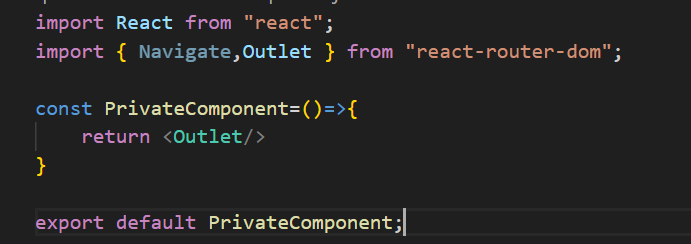 import React from "react";
import { Navigate,Outlet } from "react-router-dom";
const PrivateComponent=()=>{
    return <Outlet/>
}
export default PrivateComponent;